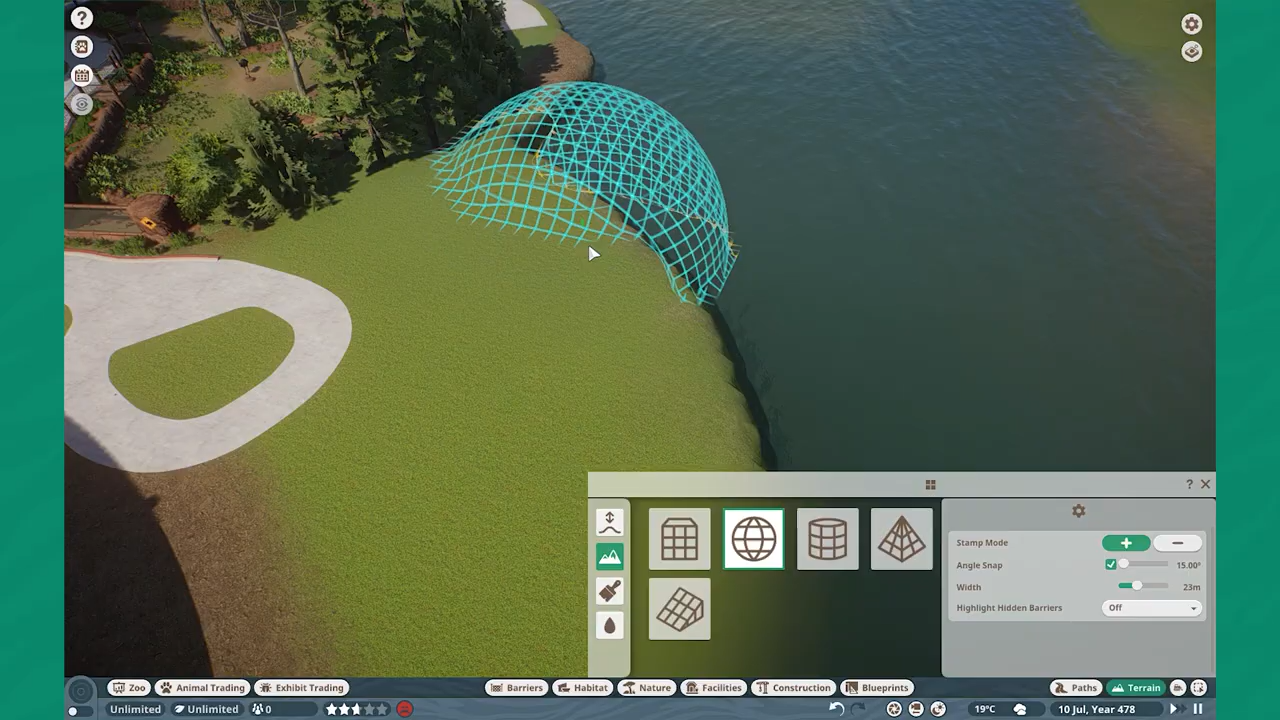 ?
? ×
Stamp Mode + −
Angle Snap 15.00°
Width 23m
Highlight Hidden Barriers Off
Zoo Animal Trading Exhibit Trading Barriers Habitat Nature Facilities Construction Blueprints Paths Terrain
Unlimited Unlimited 0 19°C 10 Jul, Year 478